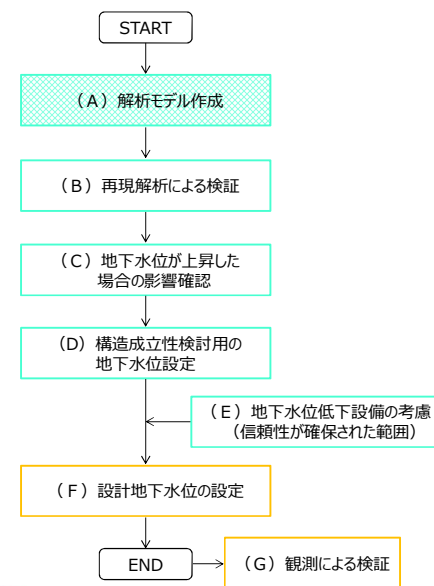 START
（A）解析モデル作成
（B）再現解析による検証
（C）地下水位が上昇した
場合の影響確認
（D）構造成立性検討用の
地下水位設定
（E）地下水位低下設備の考慮
（信頼性が確保された範囲）
（F）設計地下水位の設定
END
（G）観測による検証